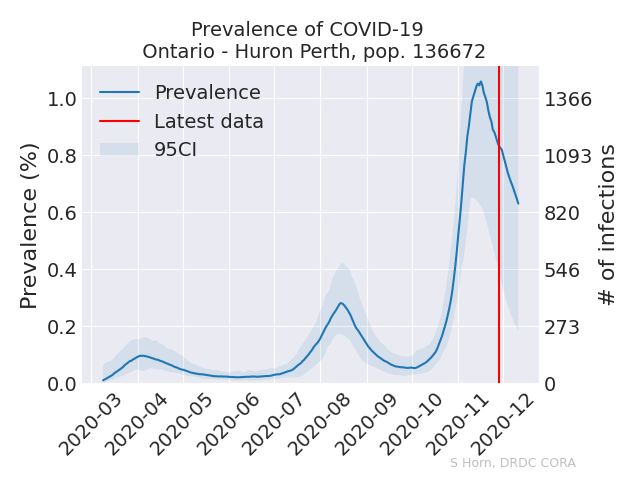 Prevalence of COVID-19
Ontario - Huron Perth, pop. 136672
Prevalence
Latest data
95CI
Prevalence (%)
1.0
0.8
0.6
0.4
0.2
0.0
1366
1093
820
546
273
0
# of infections
2020-03
2020-04
2020-05
2020-06
2020-07
2020-08
2020-09
2020-10
2020-11
2020-12
S Horn, DRDC CORA